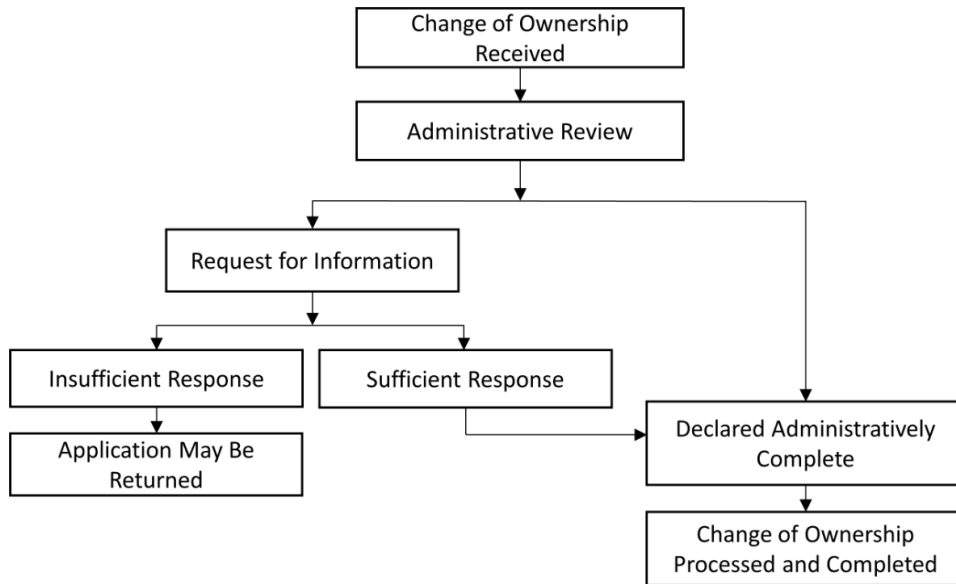 Change of Ownership
Received
Administrative Review
Request for Information
Insufficient Response
Sufficient Response
Application May Be
Returned
Declared Administratively
Complete
Change of Ownership
Processed and Completed